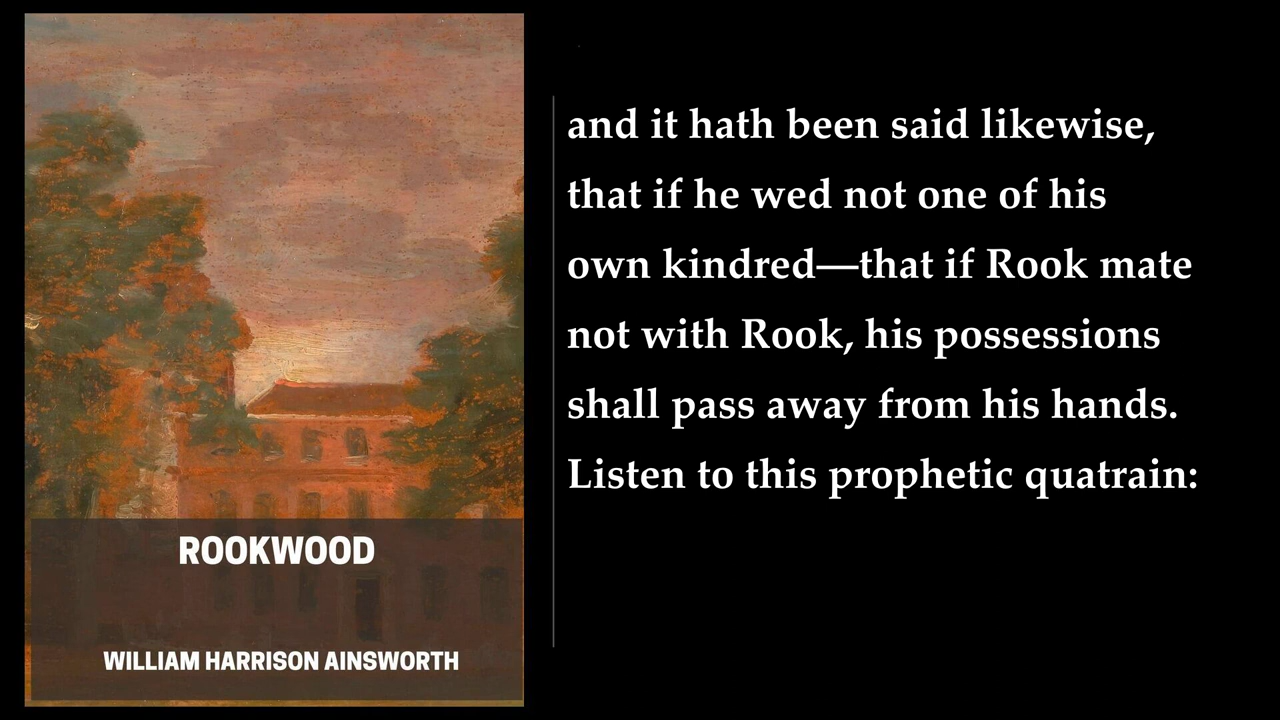 and it hath been said likewise,
that if he wed not one of his
own kindred—that if Rook mate
not with Rook, his possessions
shall pass away from his hands.
Listen to this prophetic quatrain:
ROOKWOOD
WILLIAM HARRISON AINSWORTH